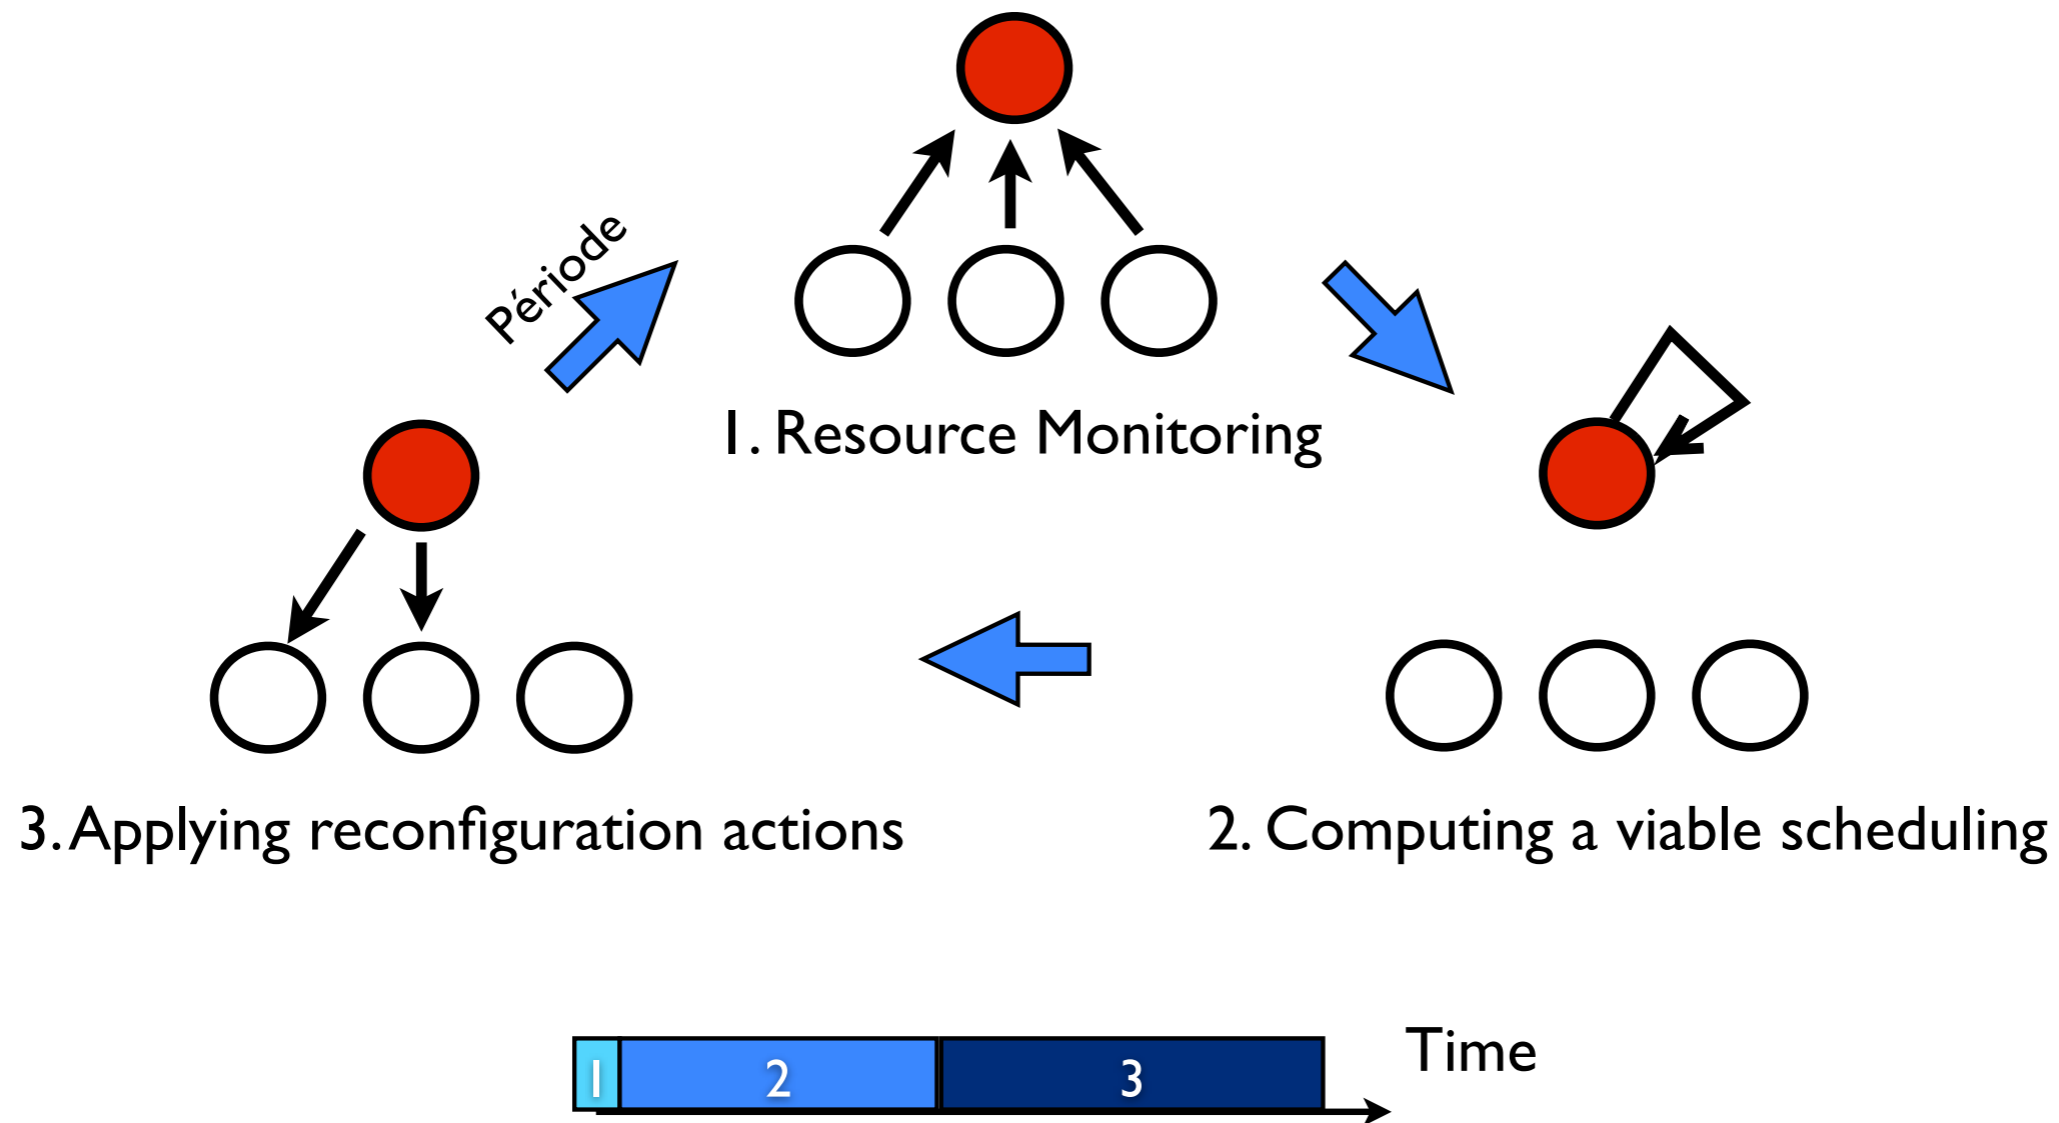 Période
1. Resource Monitoring
3. Applying reconfiguration actions
2. Computing a viable scheduling
Time
1 2 3